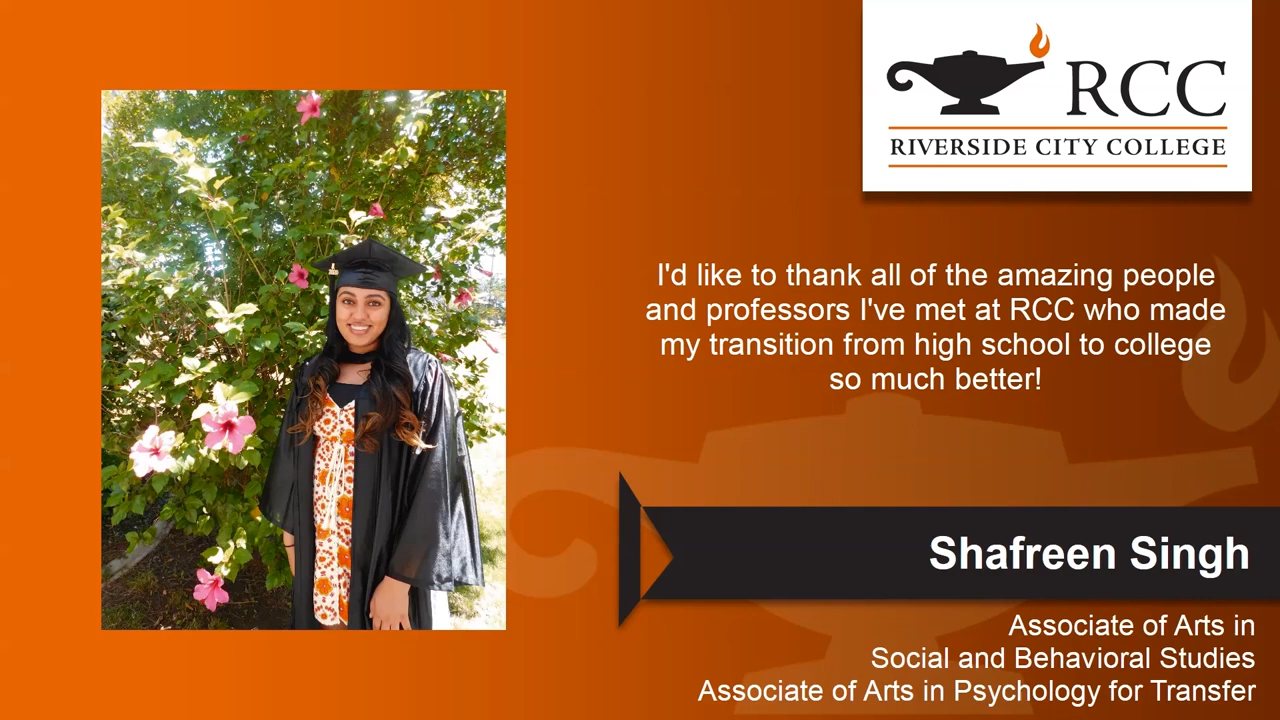 RCC
RIVERSIDE CITY COLLEGE
I'd like to thank all of the amazing people
and professors I've met at RCC who made
my transition from high school to college
so much better!
Shafreen Singh
Associate of Arts in
Social and Behavioral Studies
Associate of Arts in Psychology for Transfer